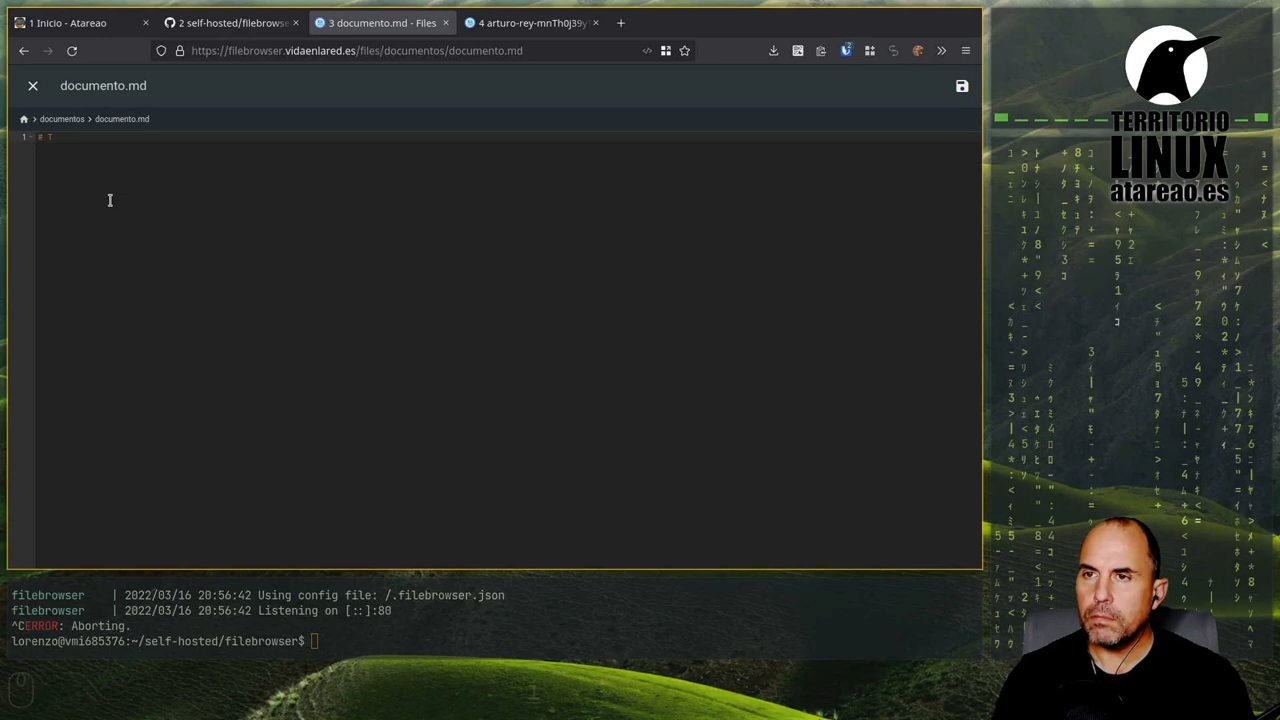 1 Inicio - Atareao
2 self-hosted/filebrowse
3 documento.md - Files
4 arturo-rey-mnTh0j39y
https://filebrowser.vidaenlared.es/files/documentos/documento.md
2
documento.md
documentos
documento.md
1
# T
TERRITORIO
LINUX
atareao.es
filebrowser | 2022/03/16 20:56:42 Using config file: /.filebrowser.json
filebrowser | 2022/03/16 20:56:42 Listening on [::]:80
^CERROR: Aborting.
lorenzo@vmi685376:~/self-hosted/filebrowser$